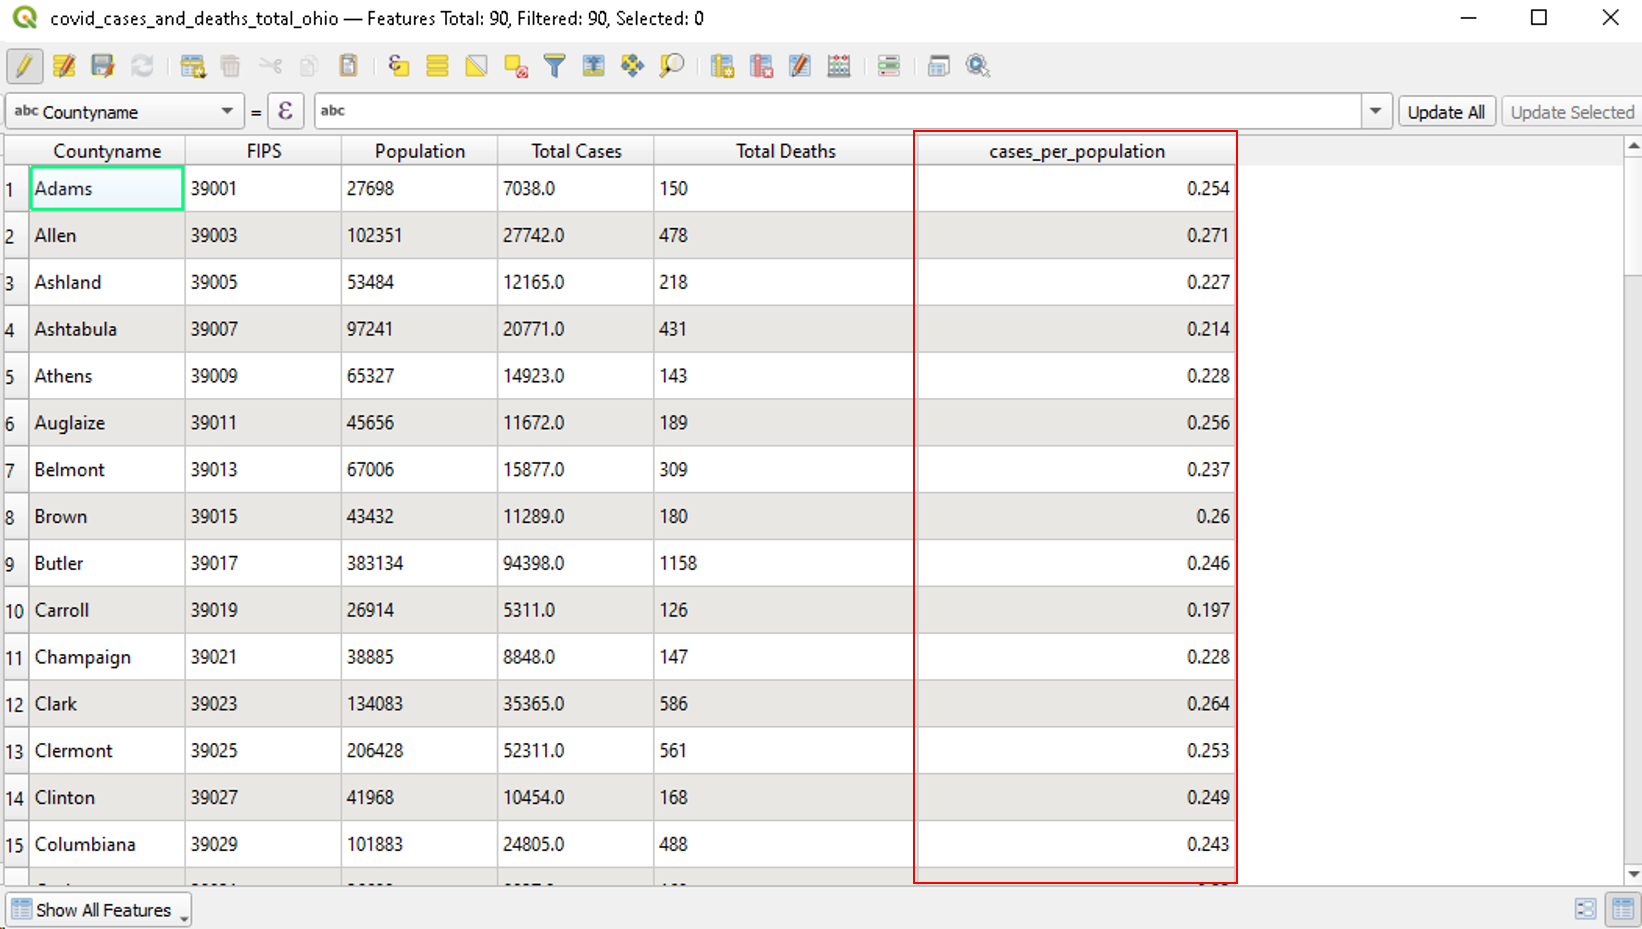 covid_cases_and_deaths_total_ohio — Features Total: 90, Filtered: 90, Selected: 0
abc Countyname = ε abc Update All Update Selected
Countyname FIPS Population Total Cases Total Deaths cases_per_population
1 Adams 39001 27698 7038.0 150 0.254
2 Allen 39003 102351 27742.0 478 0.271
3 Ashland 39005 53484 12165.0 218 0.227
4 Ashtabula 39007 97241 20771.0 431 0.214
5 Athens 39009 65327 14923.0 143 0.228
6 Auglaize 39011 45656 11672.0 189 0.256
7 Belmont 39013 67006 15877.0 309 0.237
8 Brown 39015 43432 11289.0 180 0.26
9 Butler 39017 383134 94398.0 1158 0.246
10 Carroll 39019 26914 5311.0 126 0.197
11 Champaign 39021 38885 8848.0 147 0.228
12 Clark 39023 134083 35365.0 586 0.264
13 Clermont 39025 206428 52311.0 561 0.253
14 Clinton 39027 41968 10454.0 168 0.249
15 Columbiana 39029 101883 24805.0 488 0.243
Show All Features